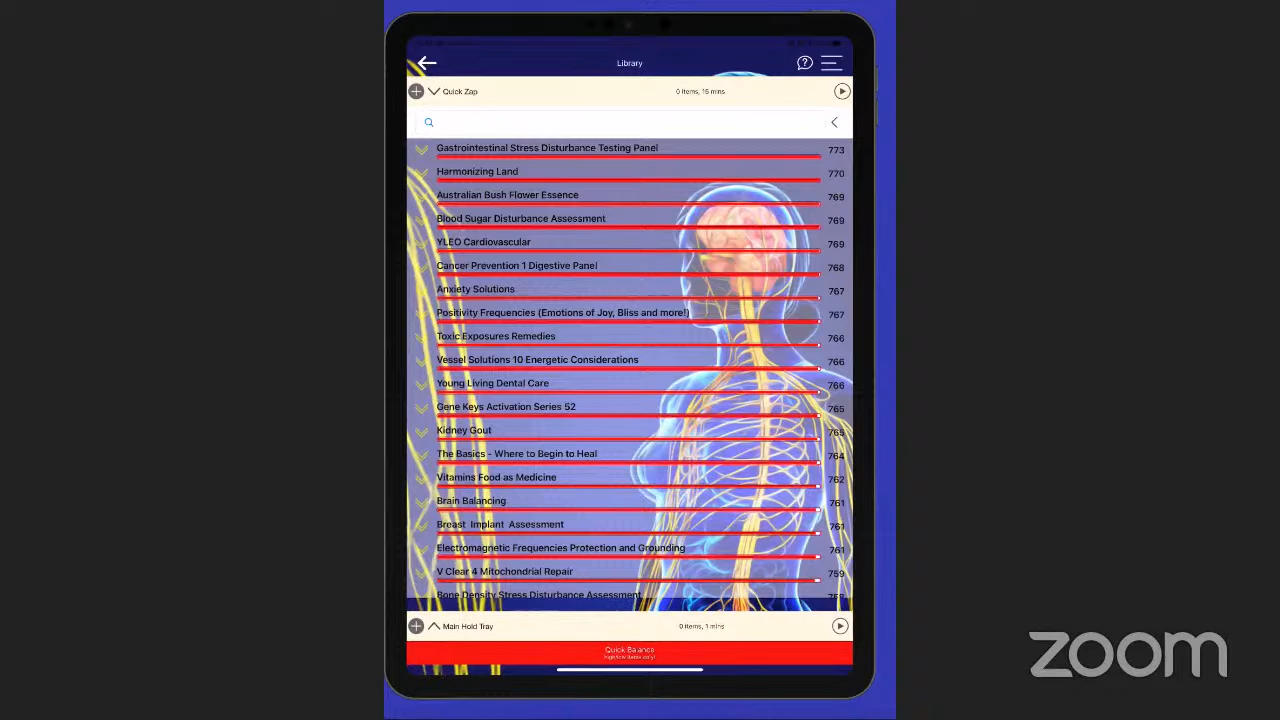 Library
Quick Zap 0 items, 15 mins
Gastrointestinal Stress Disturbance Testing Panel 773
Harmonizing Land 770
Australian Bush Flower Essence 769
Blood Sugar Disturbance Assessment 769
YLEO Cardiovascular 769
Cancer Prevention 1 Digestive Panel 768
Anxiety Solutions 767
Positivity Frequencies (Emotions of Joy, Bliss and more!) 767
Toxic Exposures Remedies 766
Vessel Solutions 10 Energetic Considerations 766
Young Living Dental Care 766
Gene Keys Activation Series 52 765
Kidney Gout 765
The Basics - Where to Begin to Heal 764
Vitamins Food as Medicine 762
Brain Balancing 761
Breast Implant Assessment 761
Electromagnetic Frequencies Protection and Grounding 761
V Clear 4 Mitochondrial Repair 759
Bone Density Stress Disturbance Assessment
Main Hold Tray 0 items, 1 mins
Quick Balance
high/low items only!
zoom